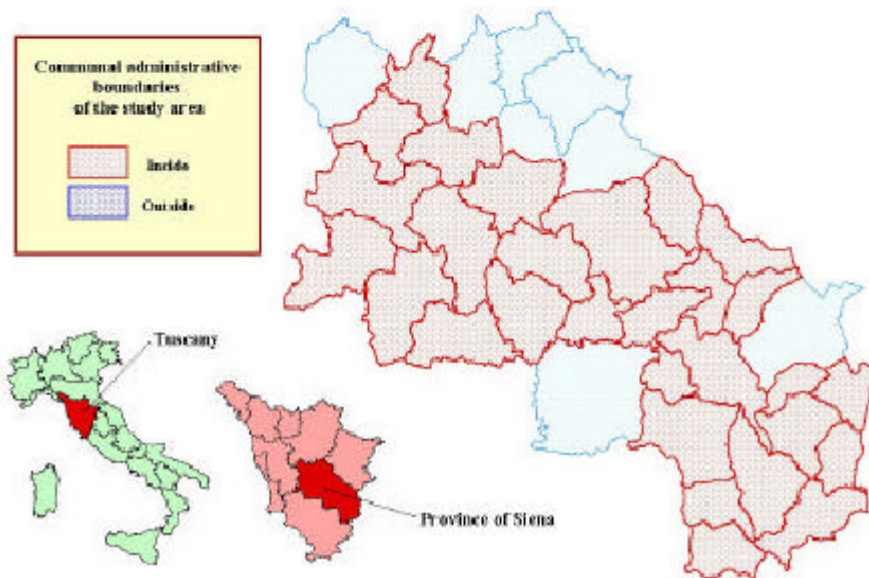 Communal administrative
boundaries
of the study area
Inside
Outside
Tuscany
Province of Siena